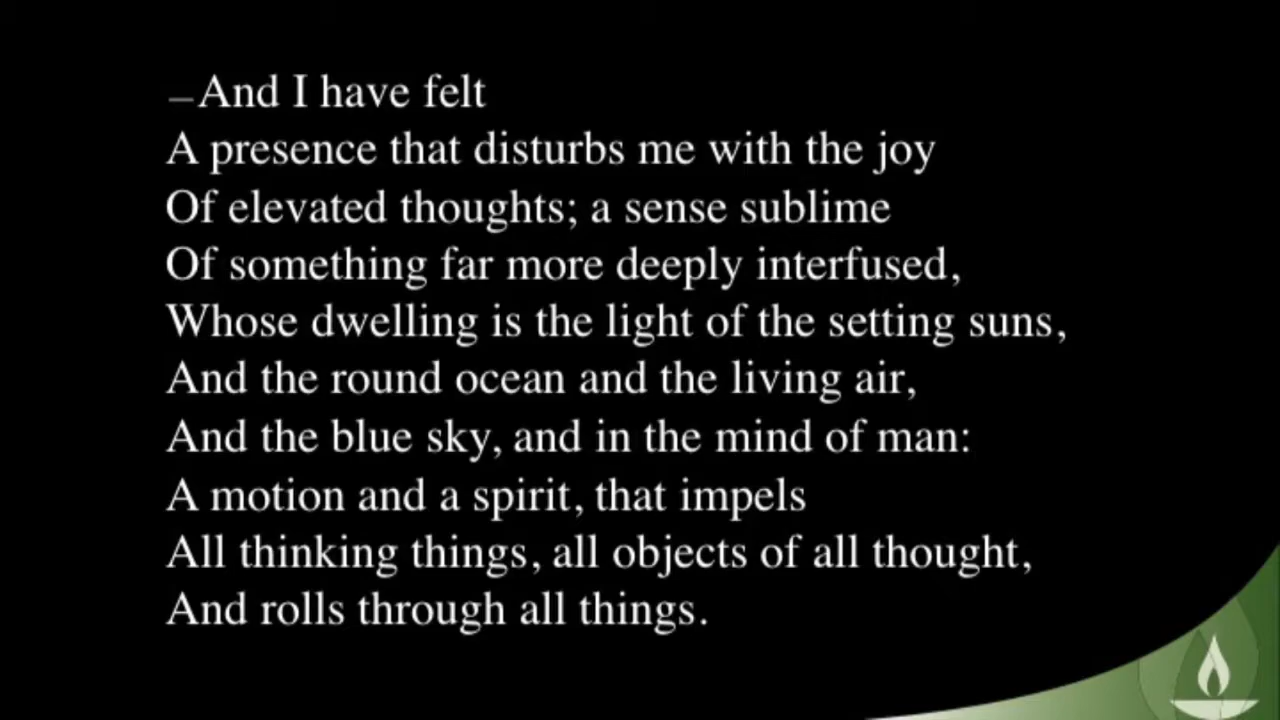 –And I have felt
A presence that disturbs me with the joy
Of elevated thoughts; a sense sublime
Of something far more deeply interfused,
Whose dwelling is the light of the setting suns,
And the round ocean and the living air,
And the blue sky, and in the mind of man:
A motion and a spirit, that impels
All thinking things, all objects of all thought,
And rolls through all things.